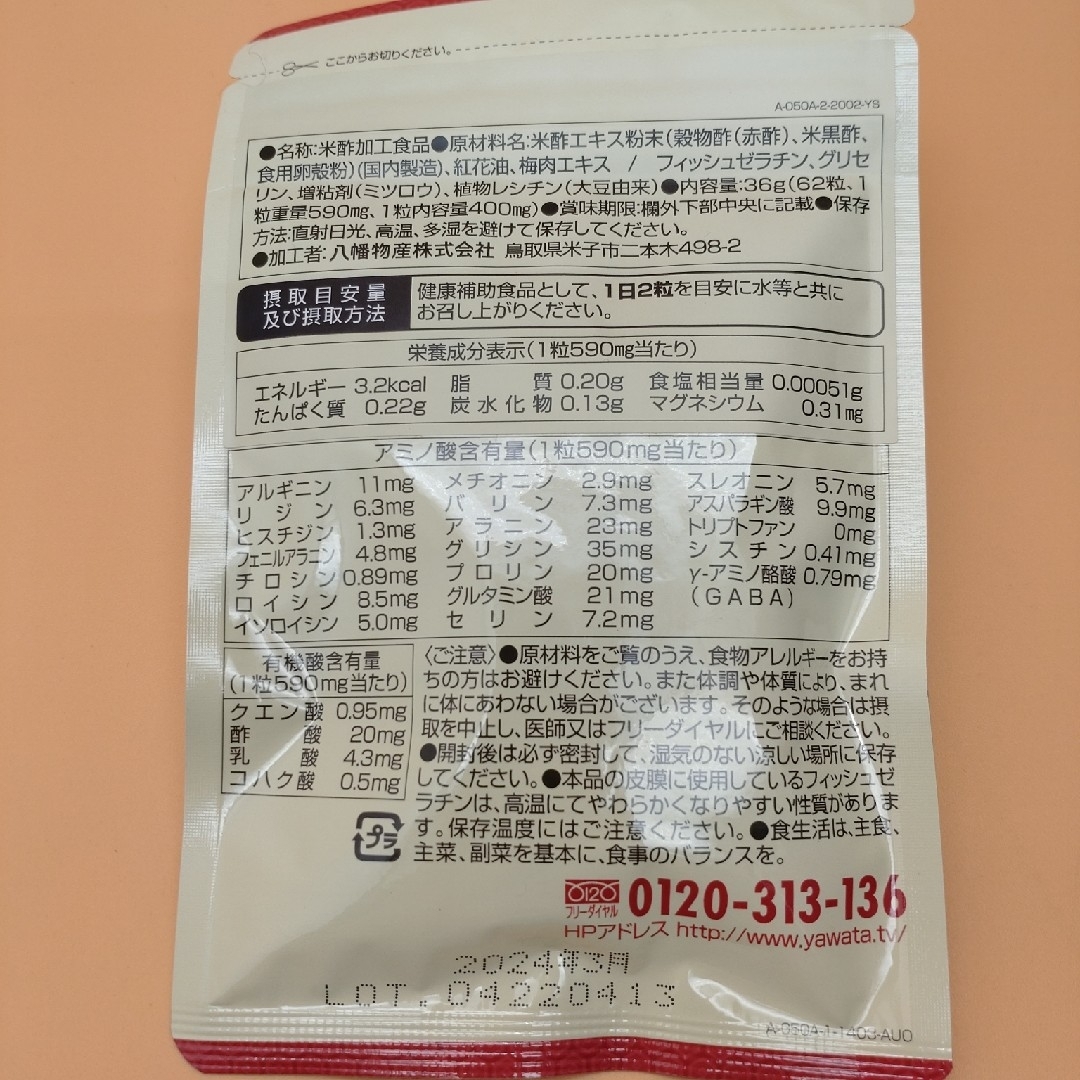 ここからお切りください。
A-050A-2-2002-YS
●名称:米酢加工食品●原材料名:米酢エキス粉末(穀物酢(赤酢)、米黒酢、
食用卵殻粉)(国内製造)、紅花油、梅肉エキス / フィッシュゼラチン、グリセ
リン、増粘剤(ミツロウ)、植物レシチン(大豆由来)●内容量:36g(62粒、1
粒重量590mg、1粒内容量400mg)●賞味期限:欄外下部中央に記載●保存
方法:直射日光、高温、多湿を避けて保存してください。
●加工者:八幡物産株式会社 鳥取県米子市二本木498-2
摂取目安量
及び摂取方法
健康補助食品として、1日2粒を目安に水等と共に
お召し上がりください。
栄養成分表示(1粒590mg当たり)
エネルギー 3.2kcal 脂質 0.20g 食塩相当量 0.00051g
たんぱく質 0.22g 炭水化物 0.13g マグネシウム 0.31mg
アミノ酸含有量(1粒590mg当たり)
アルギニン 11mg メチオニン 2.9mg スレオニン 5.7mg
リジン 6.3mg バリン 7.3mg アスパラギン酸 9.9mg
ヒスチジン 1.3mg アラニン 23mg トリプトファン 0mg
フェニルアラニン 4.8mg グリシン 35mg シスチン 0.41mg
チロシン 0.89mg プロリン 20mg γ-アミノ酪酸 0.79mg
ロイシン 8.5mg グルタミン酸 21mg (GABA)
イソロイシン 5.0mg セリン 7.2mg
有機酸含有量
(1粒590mg当たり)
クエン酸 0.95mg
酢酸 20mg
乳酸 4.3mg
コハク酸 0.5mg
〈ご注意〉●原材料をご覧のうえ、食物アレルギーをお持
ちの方はお避けください。また体調や体質により、まれ
に体にあわない場合がございます。そのような場合は摂
取を中止し、医師又はフリーダイヤルにご相談ください。
●開封後は必ず密封して、湿気のない涼しい場所に保存
してください。●本品の皮膜に使用しているフィッシュゼ
ラチンは、高温にてやわらかくなりやすい性質がありま
す。保存温度にはご注意ください。●食生活は、主食、
主菜、副菜を基本に、食事のバランスを。
プラ
0120
フリーダイヤル
0120-313-136
HPアドレス http://www.yawata.tv/
2024年3月
LOT.04220413
A-050A-1-1403-AUO